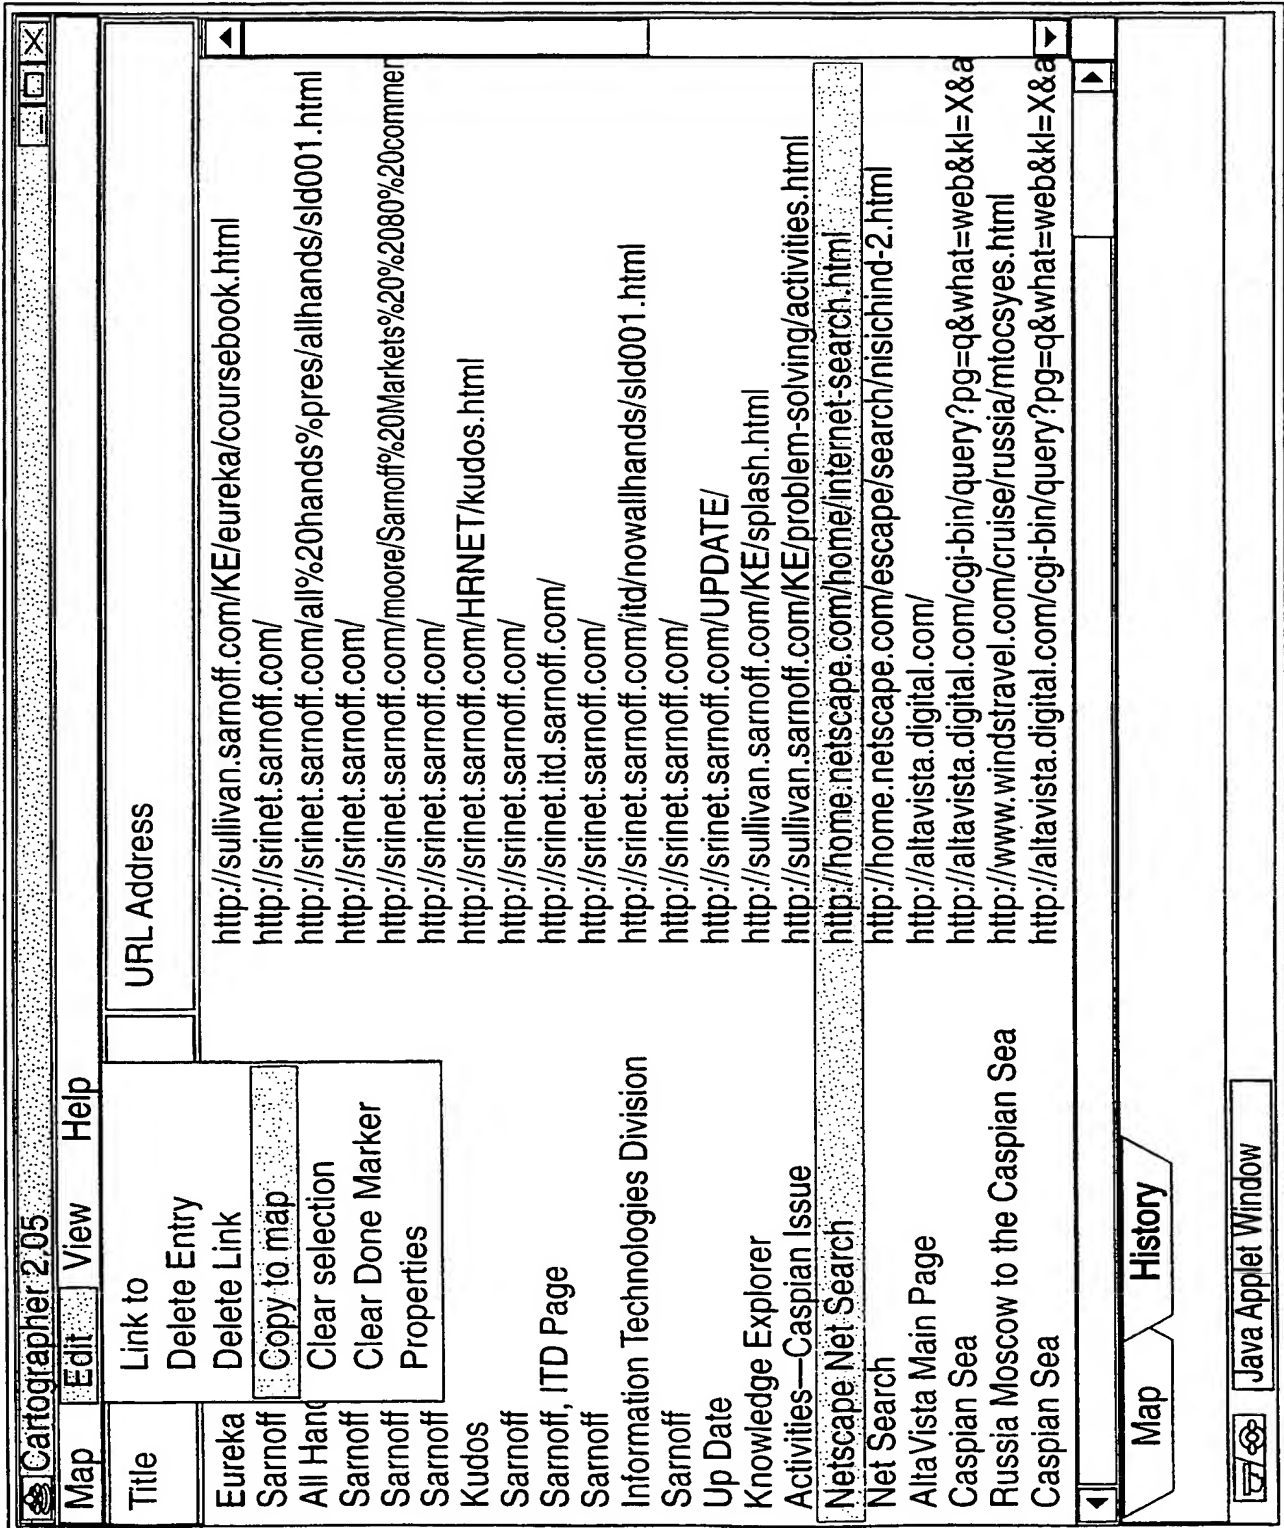 Cartographer 2.05
Map Edit View Help
Link to
Delete Entry
Delete Link
Copy to map
Clear selection
Clear Done Marker
Properties
Title URL Address
Eureka http://sullivan.sarnoff.com/KE/eureka/coursebook.html
Sarnoff http://srinet.sarnoff.com/
All Hand http://srinet.sarnoff.com/all%20hands%pres/allhands/sld001.html
Sarnoff http://srinet.sarnoff.com/
Sarnoff http://srinet.sarnoff.com/moore/Sarnoff%20Markets%20%2080%20commer
Sarnoff http://srinet.sarnoff.com/
Kudos http://srinet.sarnoff.com/HRNET/kudos.html
Sarnoff http://srinet.sarnoff.com/
Sarnoff, ITD Page http://srinet.itd.sarnoff.com/
Sarnoff http://srinet.sarnoff.com/
Information Technologies Division http://srinet.sarnoff.com/itd/nowallhands/sld001.html
Sarnoff http://srinet.sarnoff.com/
Up Date http://srinet.sarnoff.com/UPDATE/
Knowledge Explorer http://sullivan.sarnoff.com/KE/splash.html
Activities—Caspian Issue http://sullivan.sarnoff.com/KE/problem-solving/activities.html
Netscape Net Search http://home.netscape.com/home/internet-search.html
Net Search http://home.netscape.com/escape/search/nisichind-2.html
AltaVista Main Page http://altavista.digital.com/
Caspian Sea http://altavista.digital.com/cgi-bin/query?pg=q&what=web&kl=X&a
Russia Moscow to the Caspian Sea http://www.windstravel.com/cruise/russia/mtocsyes.html
Caspian Sea http://altavista.digital.com/cgi-bin/query?pg=q&what=web&kl=X&a
Map History
Java Applet Window